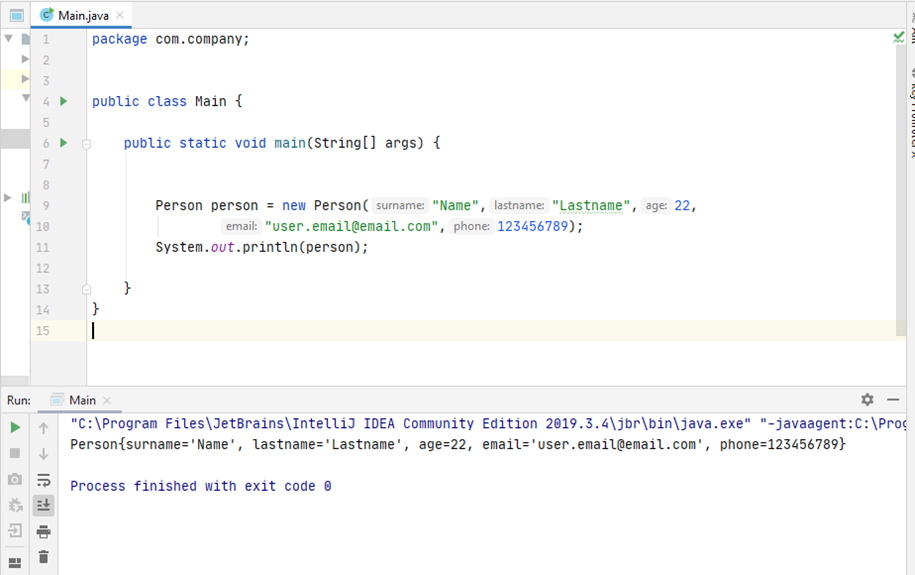 Main.java
1 package com.company;
2
3
4 public class Main {
5
6 public static void main(String[] args) {
7
8
9 Person person = new Person( surname: "Name", lastname: "Lastname", age: 22,
10 email: "user.email@email.com", phone: 123456789);
11 System.out.println(person);
12
13 }
14 }
15
Run: Main
"C:\Program Files\JetBrains\IntelliJ IDEA Community Edition 2019.3.4\jbr\bin\java.exe" "-javaagent:C:\Prog
Person{surname='Name', lastname='Lastname', age=22, email='user.email@email.com', phone=123456789}
Process finished with exit code 0